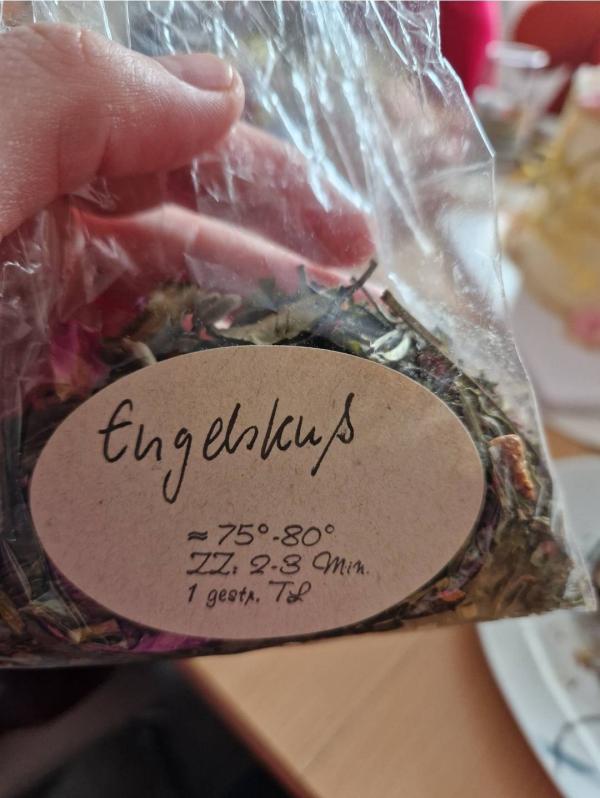 Engelskuß
≈ 75°-80°
ZZ: 2-3 Min.
1 gestr. TL